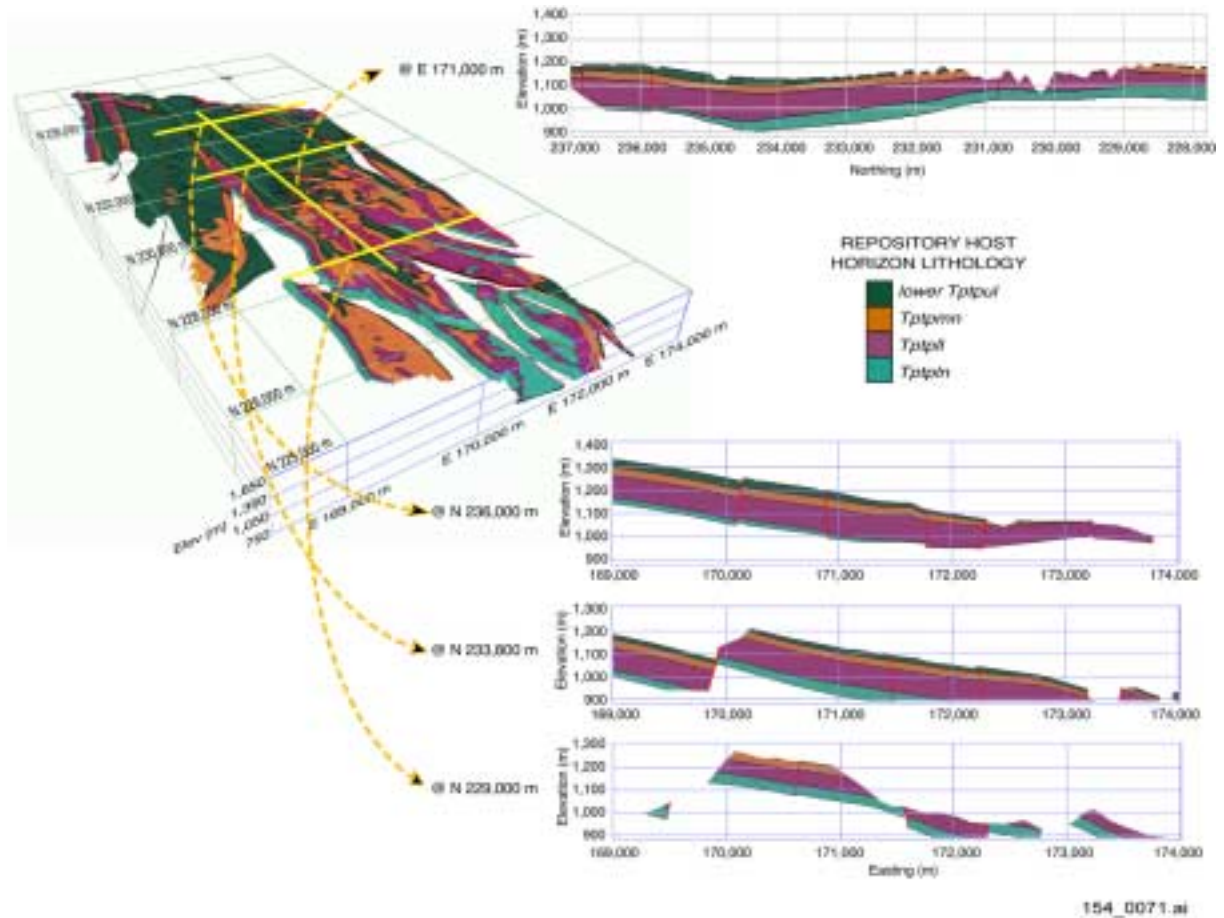 1,400
1,300
1,200
1,100
1,000
900
Elevation (m)
237,000 236,000 235,000 234,000 233,000 232,000 231,000 230,000 229,000 228,000
Northing (m)
@ E 171,000 m
REPOSITORY HOST
HORIZON LITHOLOGY
lower Tptpul
Tptpmn
Tptpll
Tptpln
N 228,000 m
E 174,000 m
E 172,000 m
E 170,000 m
E 169,000 m
Elev (m)
1,050
750
@ N 236,000 m
1,400
1,300
1,200
1,100
1,000
900
Elevation (m)
169,000 170,000 171,000 172,000 173,000 174,000
@ N 233,800 m
1,300
1,200
1,100
1,000
900
Elevation (m)
169,000 170,000 171,000 172,000 173,000 174,000
@ N 229,000 m
1,300
1,200
1,100
1,000
900
Elevation (m)
169,000 170,000 171,000 172,000 173,000 174,000
Easting (m)
154_0071.ai